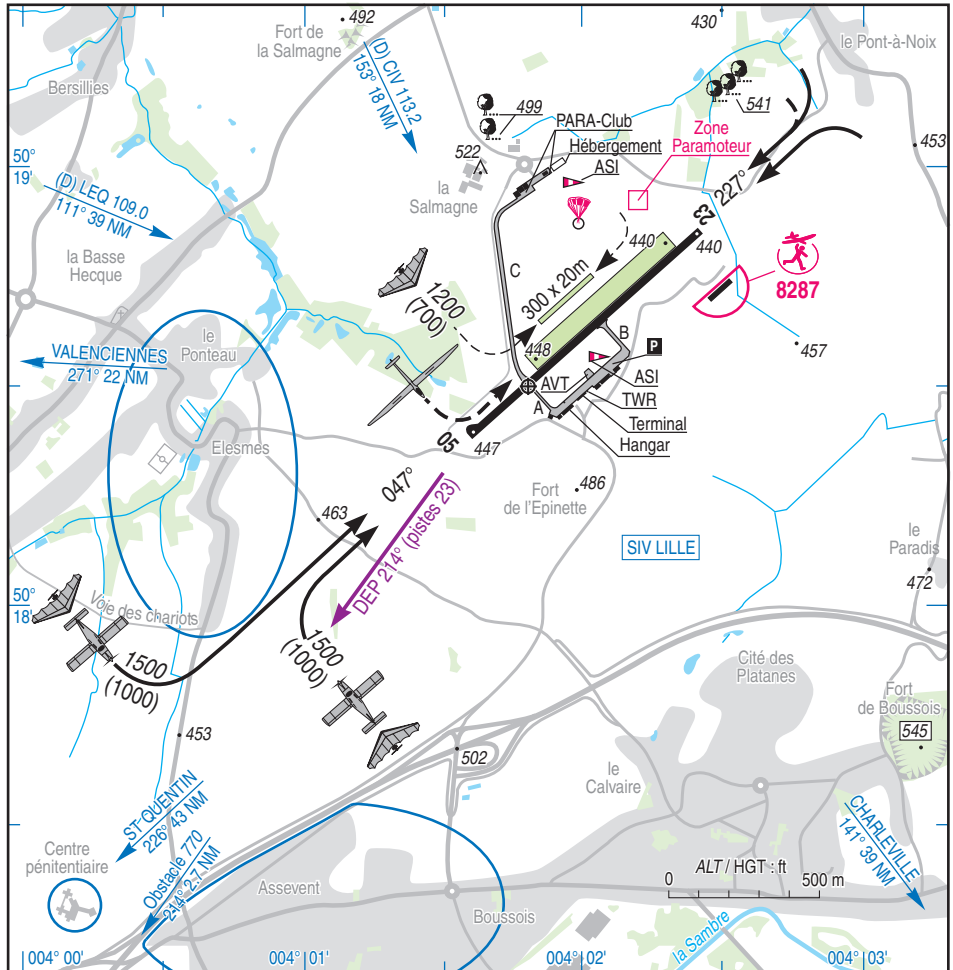 492
Fort de
la Salmagne
(D) CIV 113.2
153° 18 NM
430
le Pont-à-Noix
Bersillies
499
541
PARA-Club
Hébergement
ASI
Zone
Paramoteur
453
50°
19'
522
la
Salmagne
(D) LEQ 109.0
111° 39 NM
227°
23
la Basse
Hecque
440
440
C
300 x 20m
8287
1200
(700)
le
Ponteau
B
P
457
VALENCIENNES
271° 22 NM
448
AVT
ASI
A
TWR
Terminal
Hangar
05
447
Elesmes
047°
486
Fort
de l'Epinette
463
DEP 214° (pistes 23)
SIV LILLE
le
Paradis
472
50°
18'
Voie des chariots
1500
(1000)
1500
(1000)
Cité des
Platanes
Fort
de Boussois
545
453
502
le
Calvaire
ST-QUENTIN
226° 43 NM
CHARLEVILLE
141° 39 NM
Centre
pénitentiaire
Obstacle 770
214° 2.7 NM
Assevent
ALT / HGT : ft
0
500 m
Boussois
la Sambre
004° 00'
004° 01'
004° 02'
004° 03'